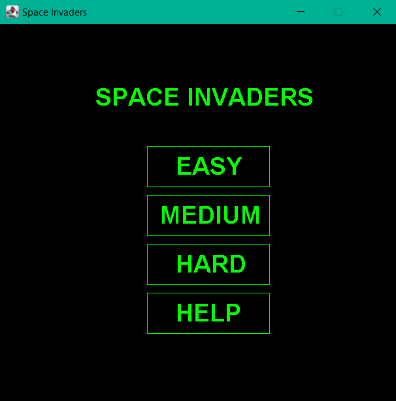 Space Invaders
SPACE INVADERS
EASY
MEDIUM
HARD
HELP